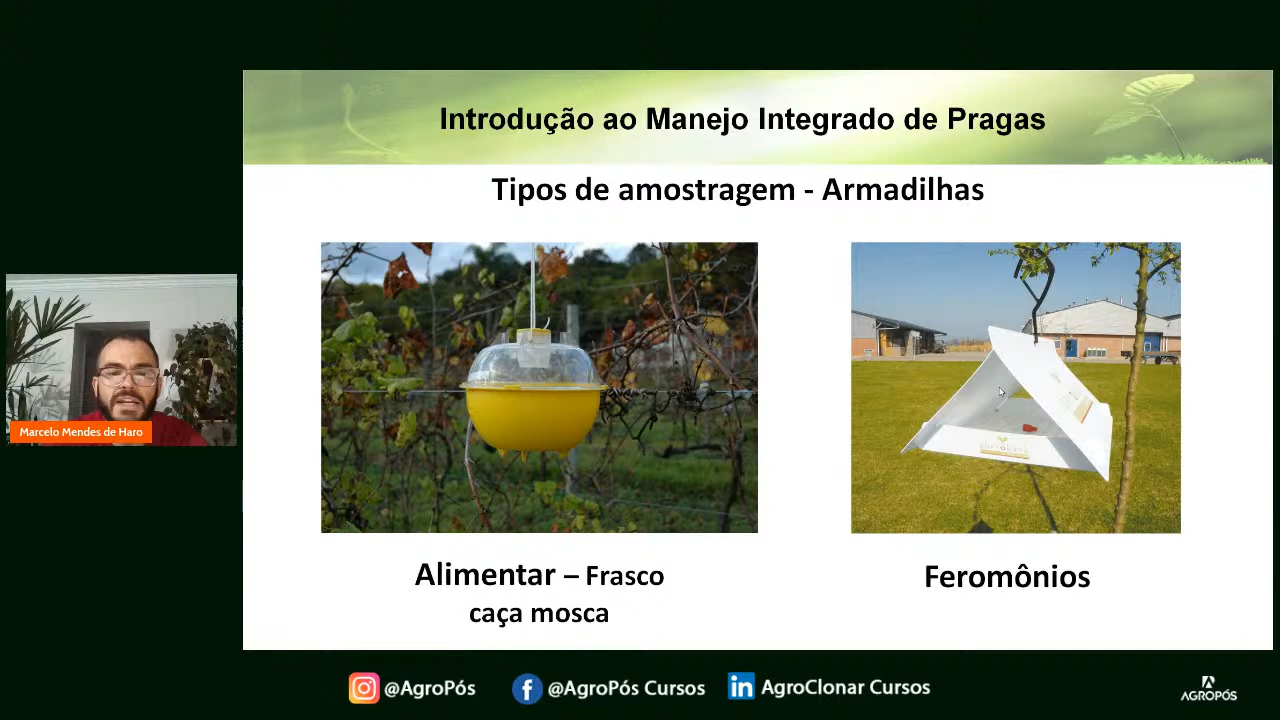 Introdução ao Manejo Integrado de Pragas
Tipos de amostragem - Armadilhas
Marcelo Mendes de Haro
Alimentar – Frasco
caça mosca
Feromônios
@AgroPós
@AgroPós Cursos
in AgroClonar Cursos
AGROPÓS